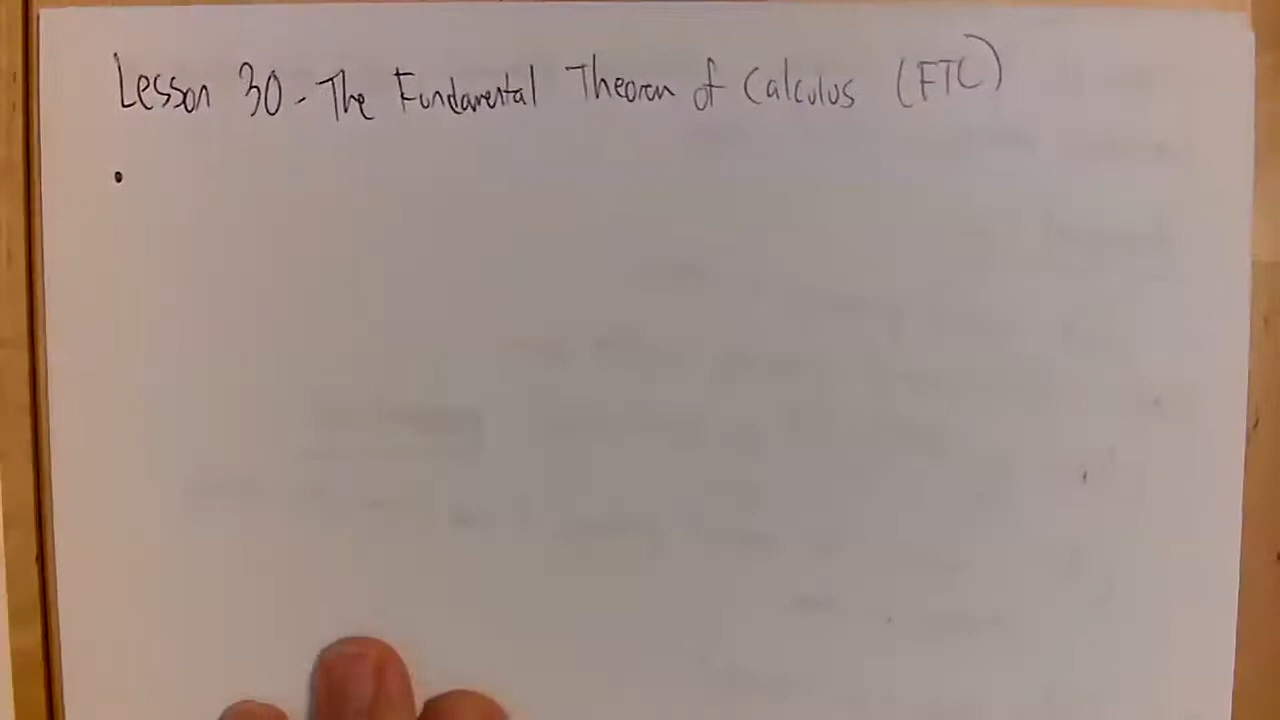 Lesson 30 - The Fundamental Theorem of Calculus (FTC)
•